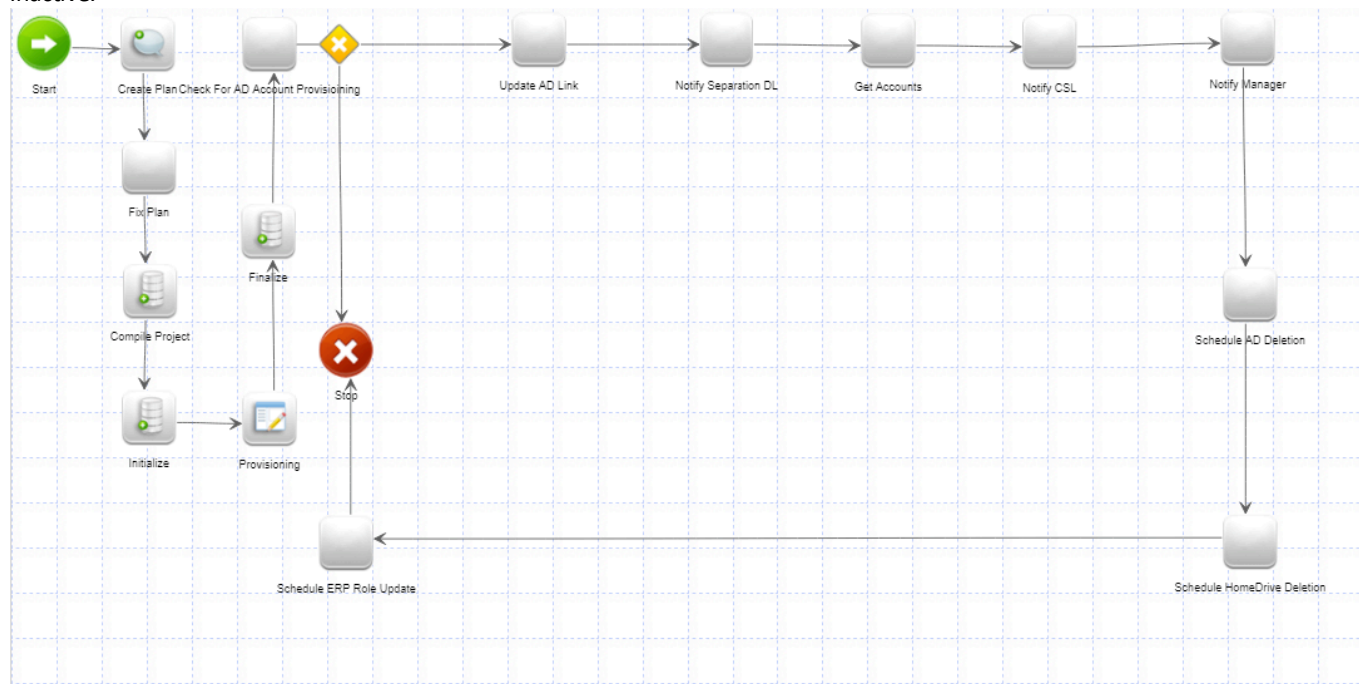 Start
Create Plan
Check For AD Account Provisioining
Update AD Link
Notify Separation DL
Get Accounts
Notify CSL
Notify Manager
Fix Plan
Finalize
Compile Project
Schedule AD Deletion
Stop
Initialize
Provisioning
Schedule ERP Role Update
Schedule HomeDrive Deletion